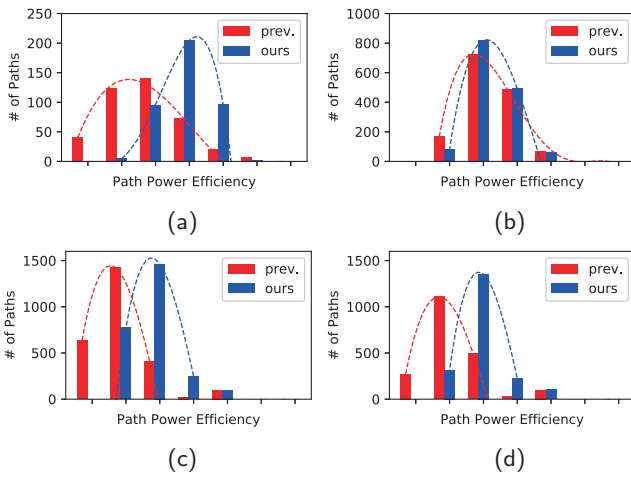 250
200
150
100
50
0
# of Paths
prev.
ours
Path Power Efficiency
(a)
1000
800
600
400
200
0
# of Paths
prev.
ours
Path Power Efficiency
(b)
1500
1000
500
0
# of Paths
prev.
ours
Path Power Efficiency
(c)
1500
1000
500
0
# of Paths
prev.
ours
Path Power Efficiency
(d)